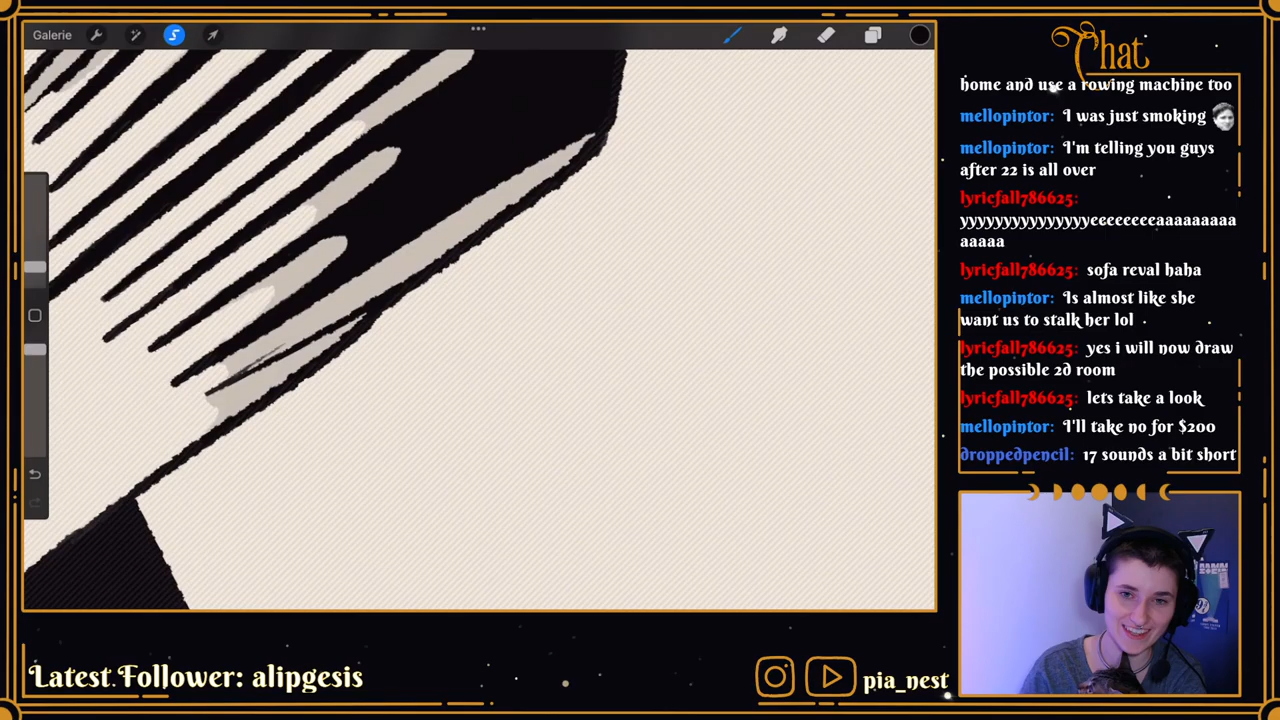 Galerie
Chat
home and use a rowing machine too
mellopintor: I was just smoking
mellopintor: I'm telling you guys
after 22 is all over
lyricfall786625:
yyyyyyyyyyyyyyyeeeeeeeeaaaaaaaaa
aaaaa
lyricfall786625: sofa reval haha
mellopintor: Is almost like she
want us to stalk her lol
lyricfall786625: yes i will now draw
the possible 2d room
lyricfall786625: lets take a look
mellopintor: I'll take no for $200
droppedpencil: 17 sounds a bit short
Latest Follower: alipgesis
pia_nest